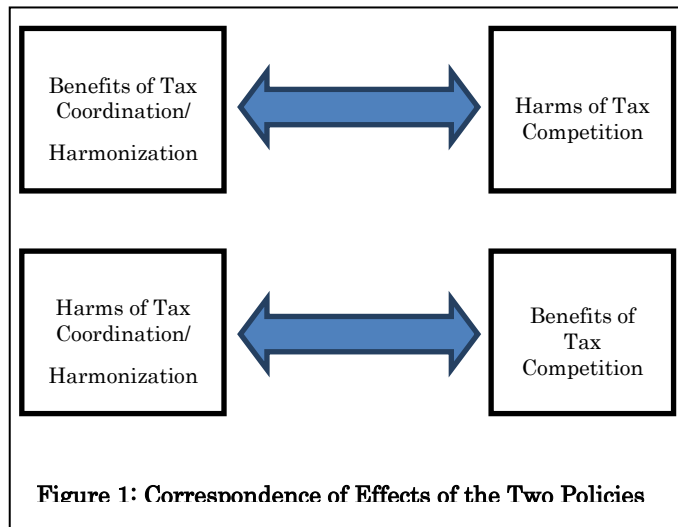 Benefits of Tax
Coordination/
Harmonization
Harms of Tax
Competition
Harms of Tax
Coordination/
Harmonization
Benefits of
Tax
Competition
Figure 1: Correspondence of Effects of the Two Policies